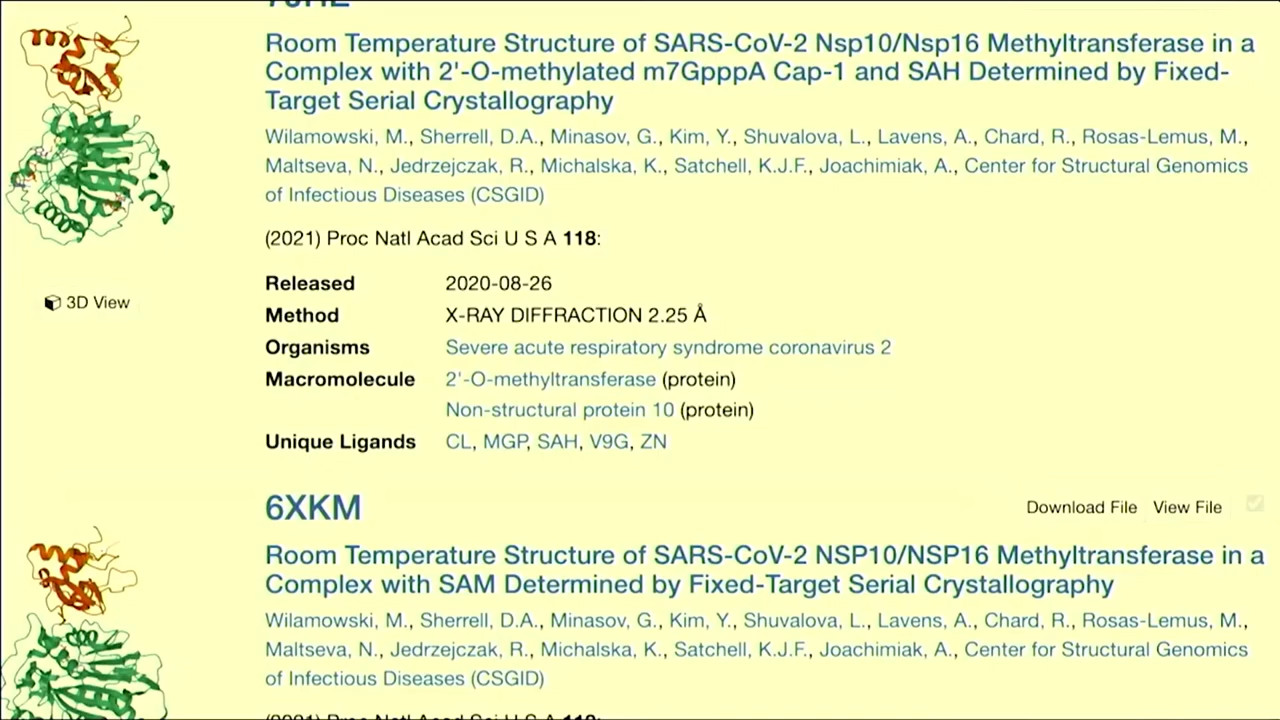 Room Temperature Structure of SARS-CoV-2 Nsp10/Nsp16 Methyltransferase in a
Complex with 2'-O-methylated m7GpppA Cap-1 and SAH Determined by Fixed-
Target Serial Crystallography
Wilamowski, M., Sherrell, D.A., Minasov, G., Kim, Y., Shuvalova, L., Lavens, A., Chard, R., Rosas-Lemus, M.,
Maltseva, N., Jedrzejczak, R., Michalska, K., Satchell, K.J.F., Joachimiak, A., Center for Structural Genomics
of Infectious Diseases (CSGID)
(2021) Proc Natl Acad Sci U S A 118:
3D View
Released 2020-08-26
Method X-RAY DIFFRACTION 2.25 Å
Organisms Severe acute respiratory syndrome coronavirus 2
Macromolecule 2'-O-methyltransferase (protein)
Non-structural protein 10 (protein)
Unique Ligands CL, MGP, SAH, V9G, ZN
6XKM Download File View File
Room Temperature Structure of SARS-CoV-2 NSP10/NSP16 Methyltransferase in a
Complex with SAM Determined by Fixed-Target Serial Crystallography
Wilamowski, M., Sherrell, D.A., Minasov, G., Kim, Y., Shuvalova, L., Lavens, A., Chard, R., Rosas-Lemus, M.,
Maltseva, N., Jedrzejczak, R., Michalska, K., Satchell, K.J.F., Joachimiak, A., Center for Structural Genomics
of Infectious Diseases (CSGID)
(2021) Proc Natl Acad Sci U S A 118: